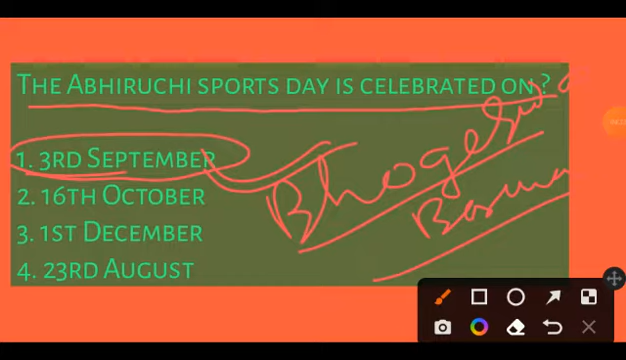 THE ABHIRUCHI SPORTS DAY IS CELEBRATED ON ?
1. 3RD SEPTEMBER
2. 16TH OCTOBER
3. 1ST DECEMBER
4. 23RD AUGUST